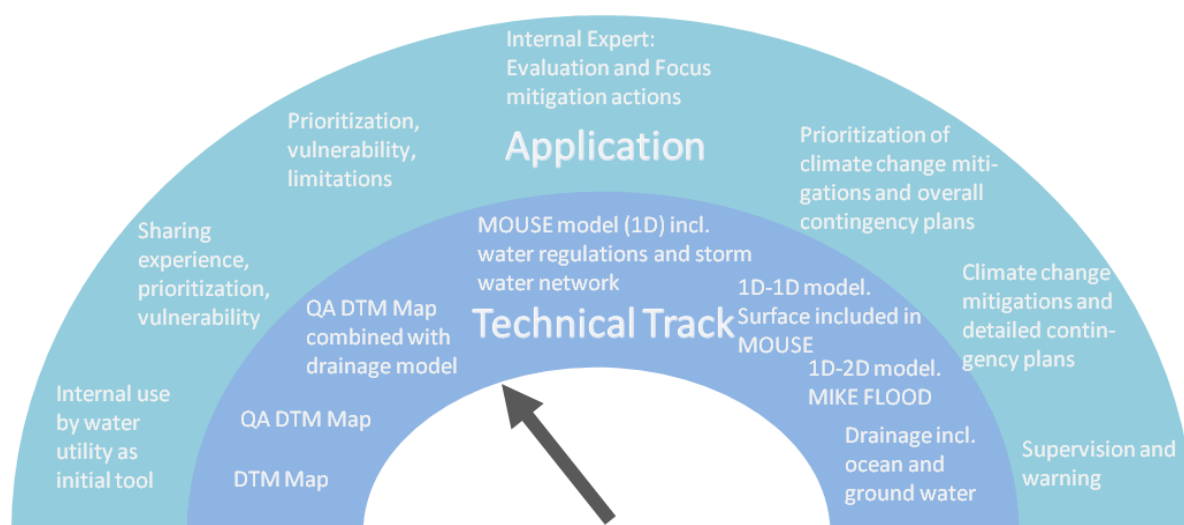 Internal Expert:
Evaluation and Focus
mitigation actions
Application
Prioritization,
vulnerability,
limitations
Sharing
experience,
prioritization,
vulnerability
Internal use
by water
utility as
initial tool
Prioritization of
climate change miti-
gations and overall
contingency plans
Climate change
mitigations and
detailed contin-
gency plans
Supervision and
warning
MOUSE model (1D) incl.
water regulations and storm
water network
Technical Track
QA DTM Map
combined with
drainage model
QA DTM Map
DTM Map
1D-1D model.
Surface included in
MOUSE
1D-2D model.
MIKE FLOOD
Drainage incl.
ocean and
ground water